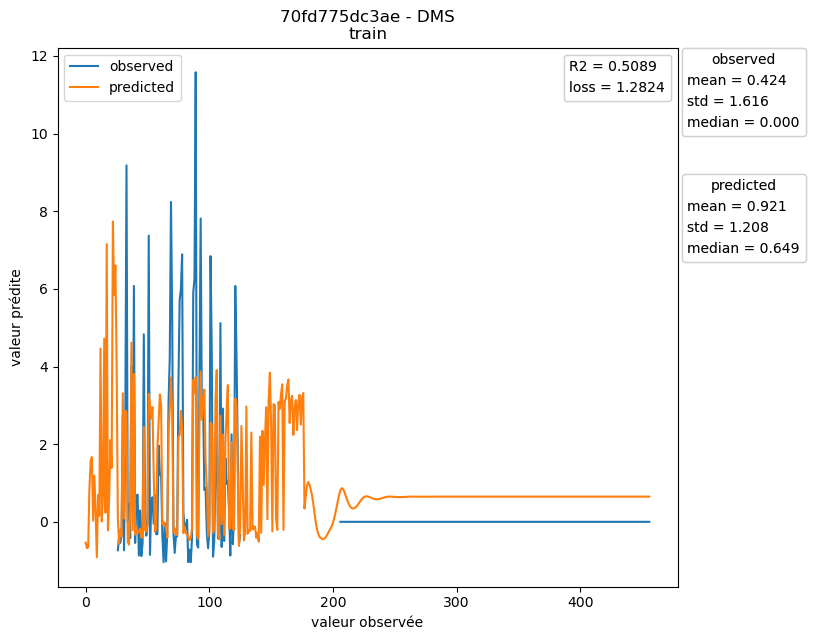 70fd775dc3ae - DMS
train
observed
predicted
R2 = 0.5089
loss = 1.2824
observed
mean = 0.424
std = 1.616
median = 0.000
predicted
mean = 0.921
std = 1.208
median = 0.649
valeur prédite
12
10
8
6
4
2
0
0
100
200
300
400
valeur observée